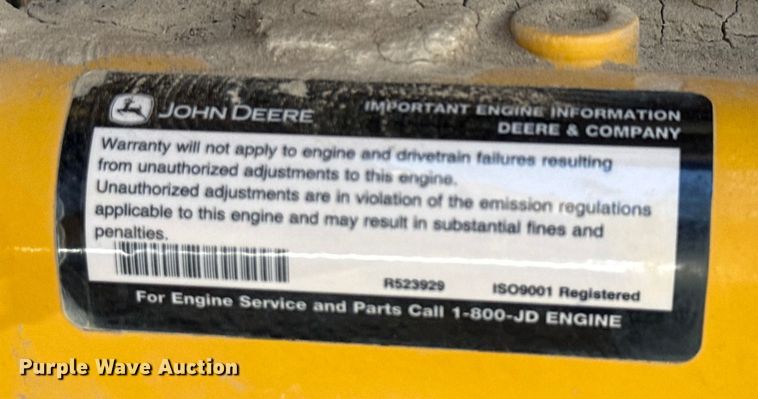 JOHN DEERE
IMPORTANT ENGINE INFORMATION
DEERE & COMPANY
Warranty will not apply to engine and drivetrain failures resulting
from unauthorized adjustments to this engine.
Unauthorized adjustments are in violation of the emission regulations
applicable to this engine and may result in substantial fines and
penalties.
R523929 ISO9001 Registered
For Engine Service and Parts Call 1-800-JD ENGINE
Purple Wave Auction